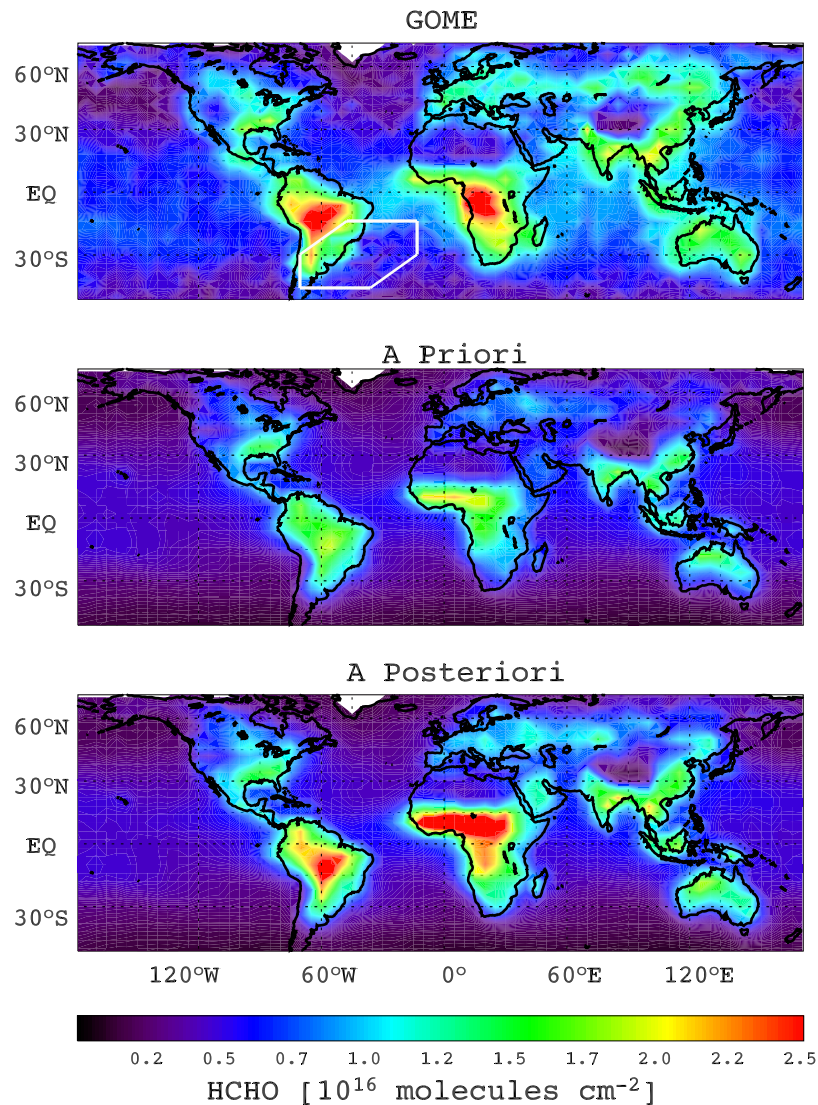 GOME
60°N
30°N
EQ
30°S
A Priori
60°N
30°N
EQ
30°S
A Posteriori
60°N
30°N
EQ
30°S
120°W 60°W 0° 60°E 120°E
0.2 0.5 0.7 1.0 1.2 1.5 1.7 2.0 2.2 2.5
HCHO [10¹⁶ molecules cm⁻²]